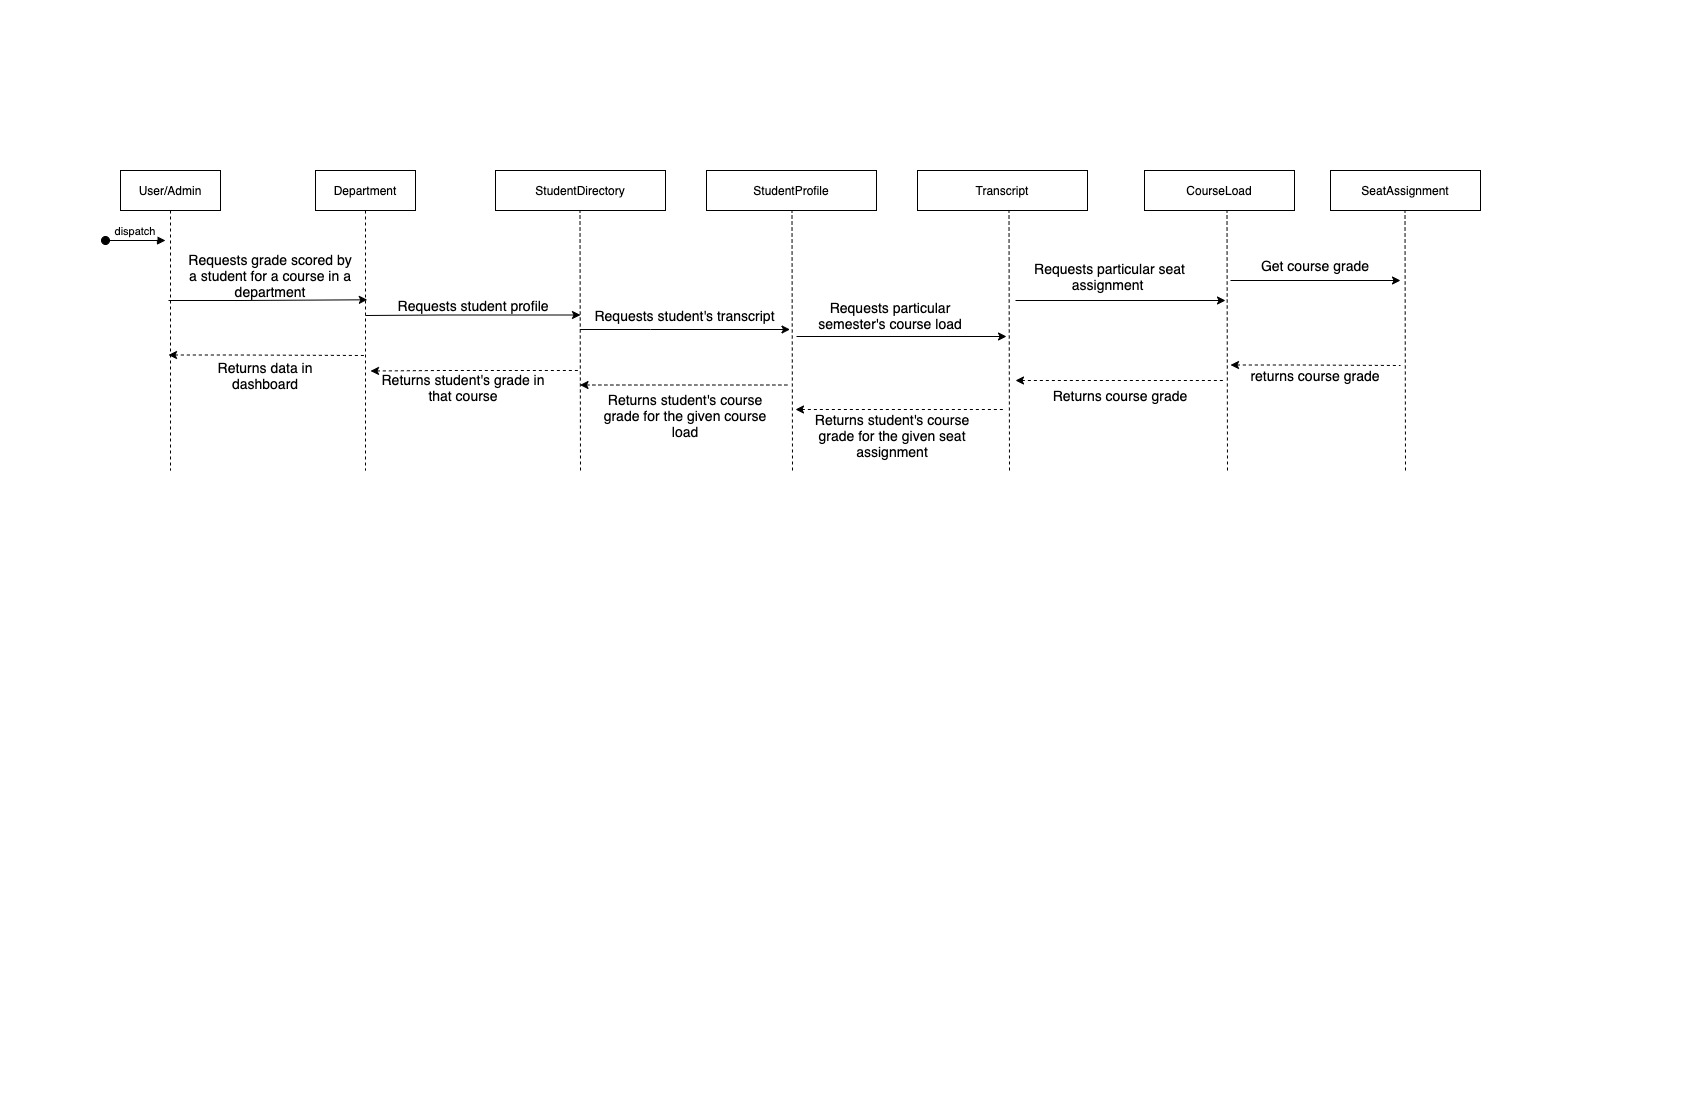 User/Admin
Department
StudentDirectory
StudentProfile
Transcript
CourseLoad
SeatAssignment
dispatch
Requests grade scored by
a student for a course in a
department
Requests student profile
Requests student's transcript
Requests particular
semester's course load
Requests particular seat
assignment
Get course grade
Returns data in
dashboard
Returns student's grade in
that course
Returns student's course
grade for the given course
load
Returns student's course
grade for the given seat
assignment
Returns course grade
returns course grade